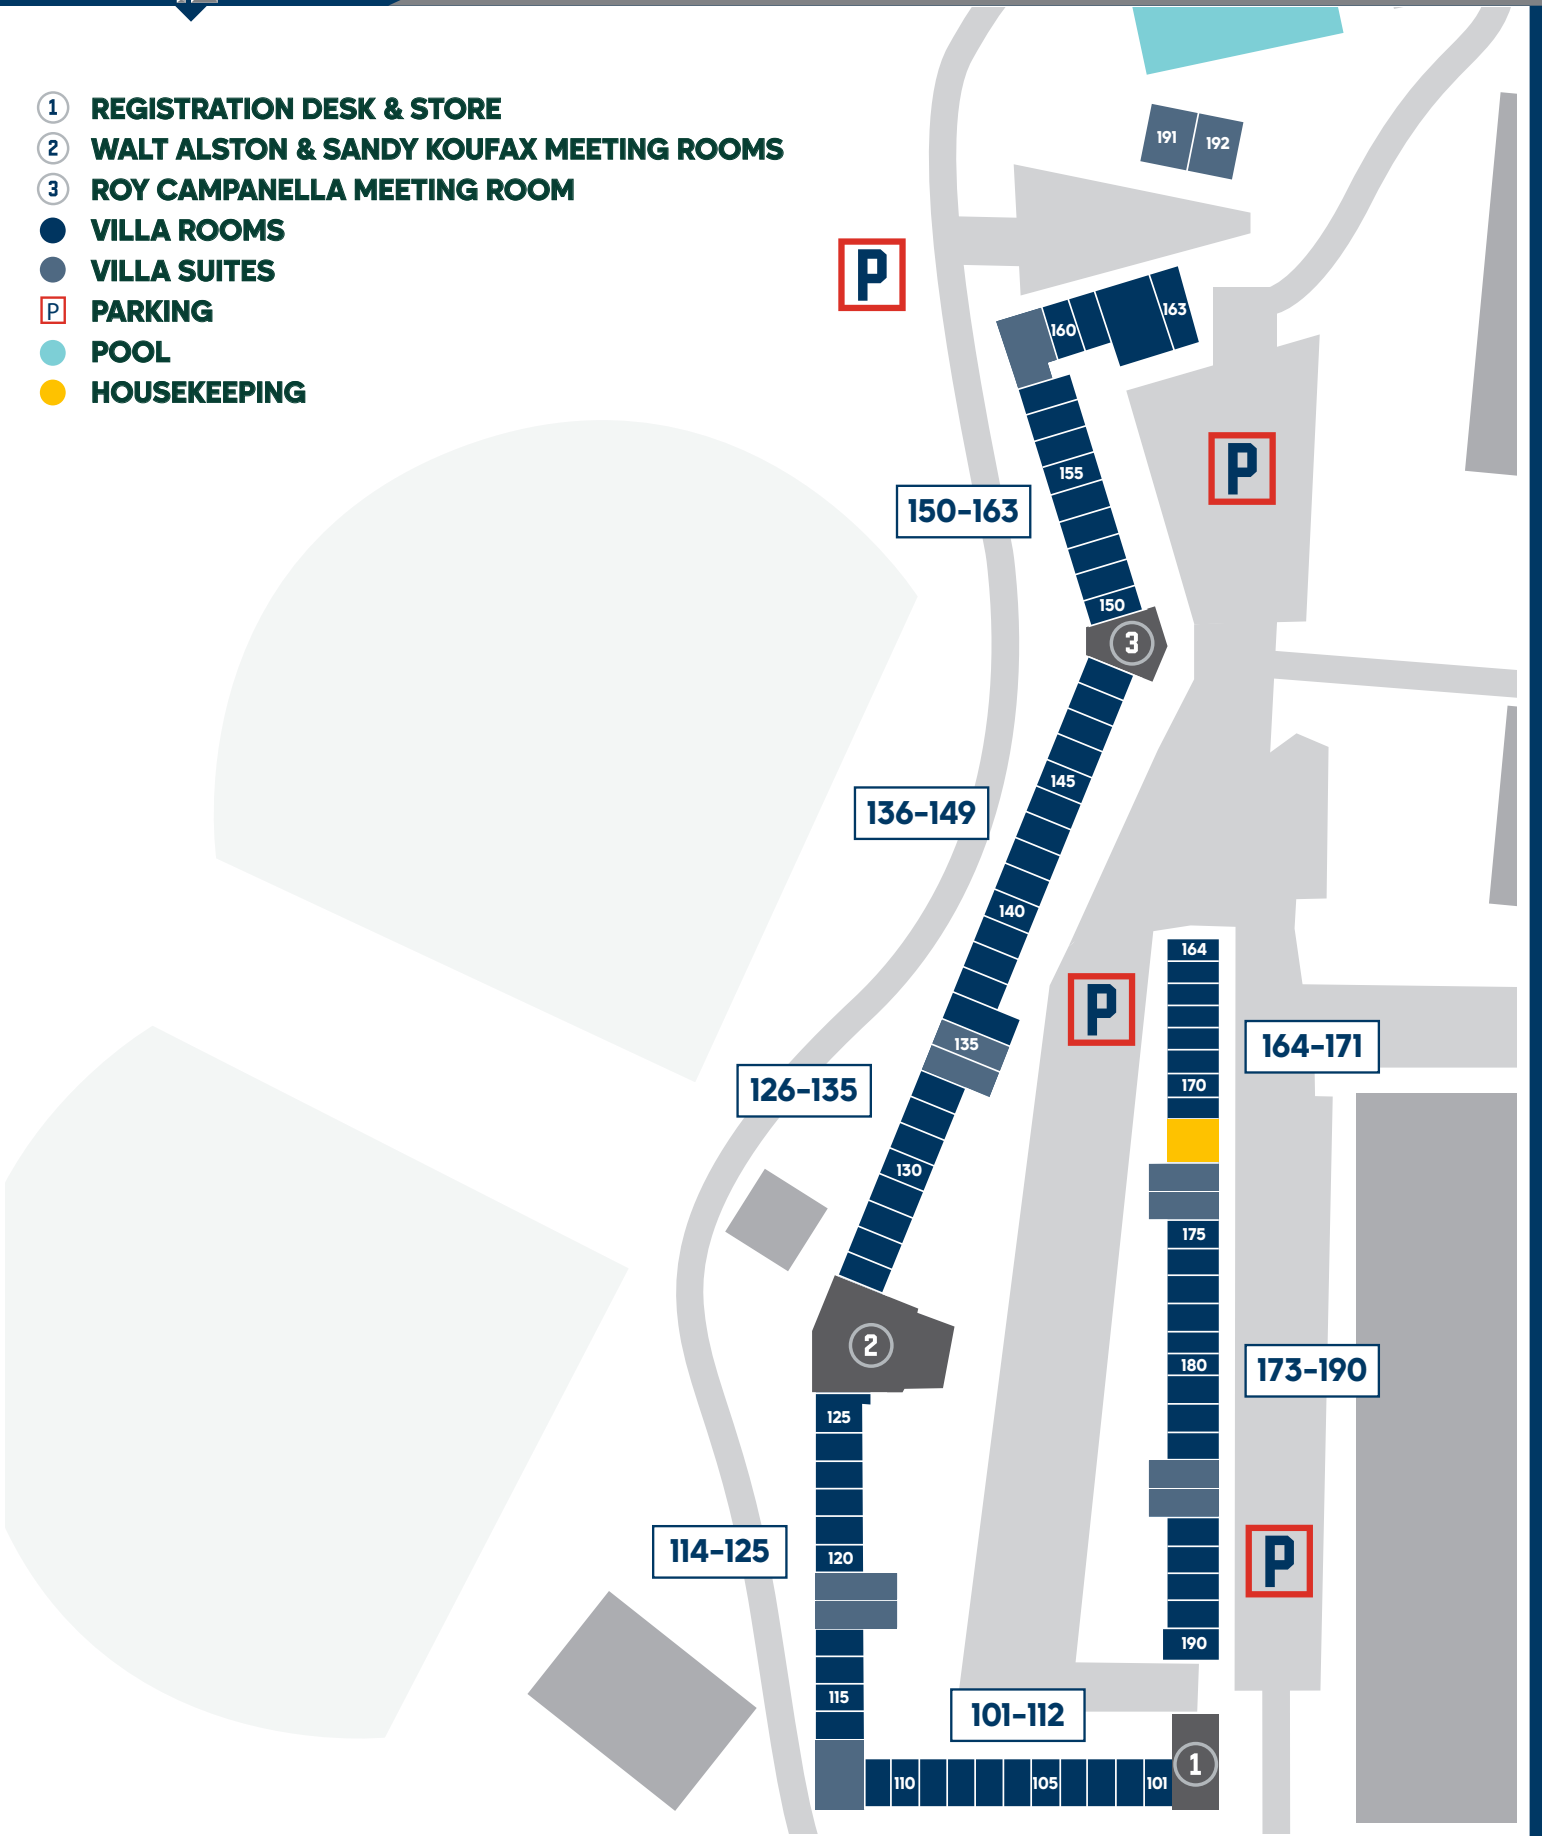 1 REGISTRATION DESK & STORE
2 WALT ALSTON & SANDY KOUFAX MEETING ROOMS
3 ROY CAMPANELLA MEETING ROOM
VILLA ROOMS
VILLA SUITES
P PARKING
POOL
HOUSEKEEPING
191 192
P
163
160
P
155
150-163
150
3
145
136-149
140
164
P
135
164-171
170
126-135
130
175
2
180
173-190
125
114-125
120
P
190
115
101-112
1
110 105 101